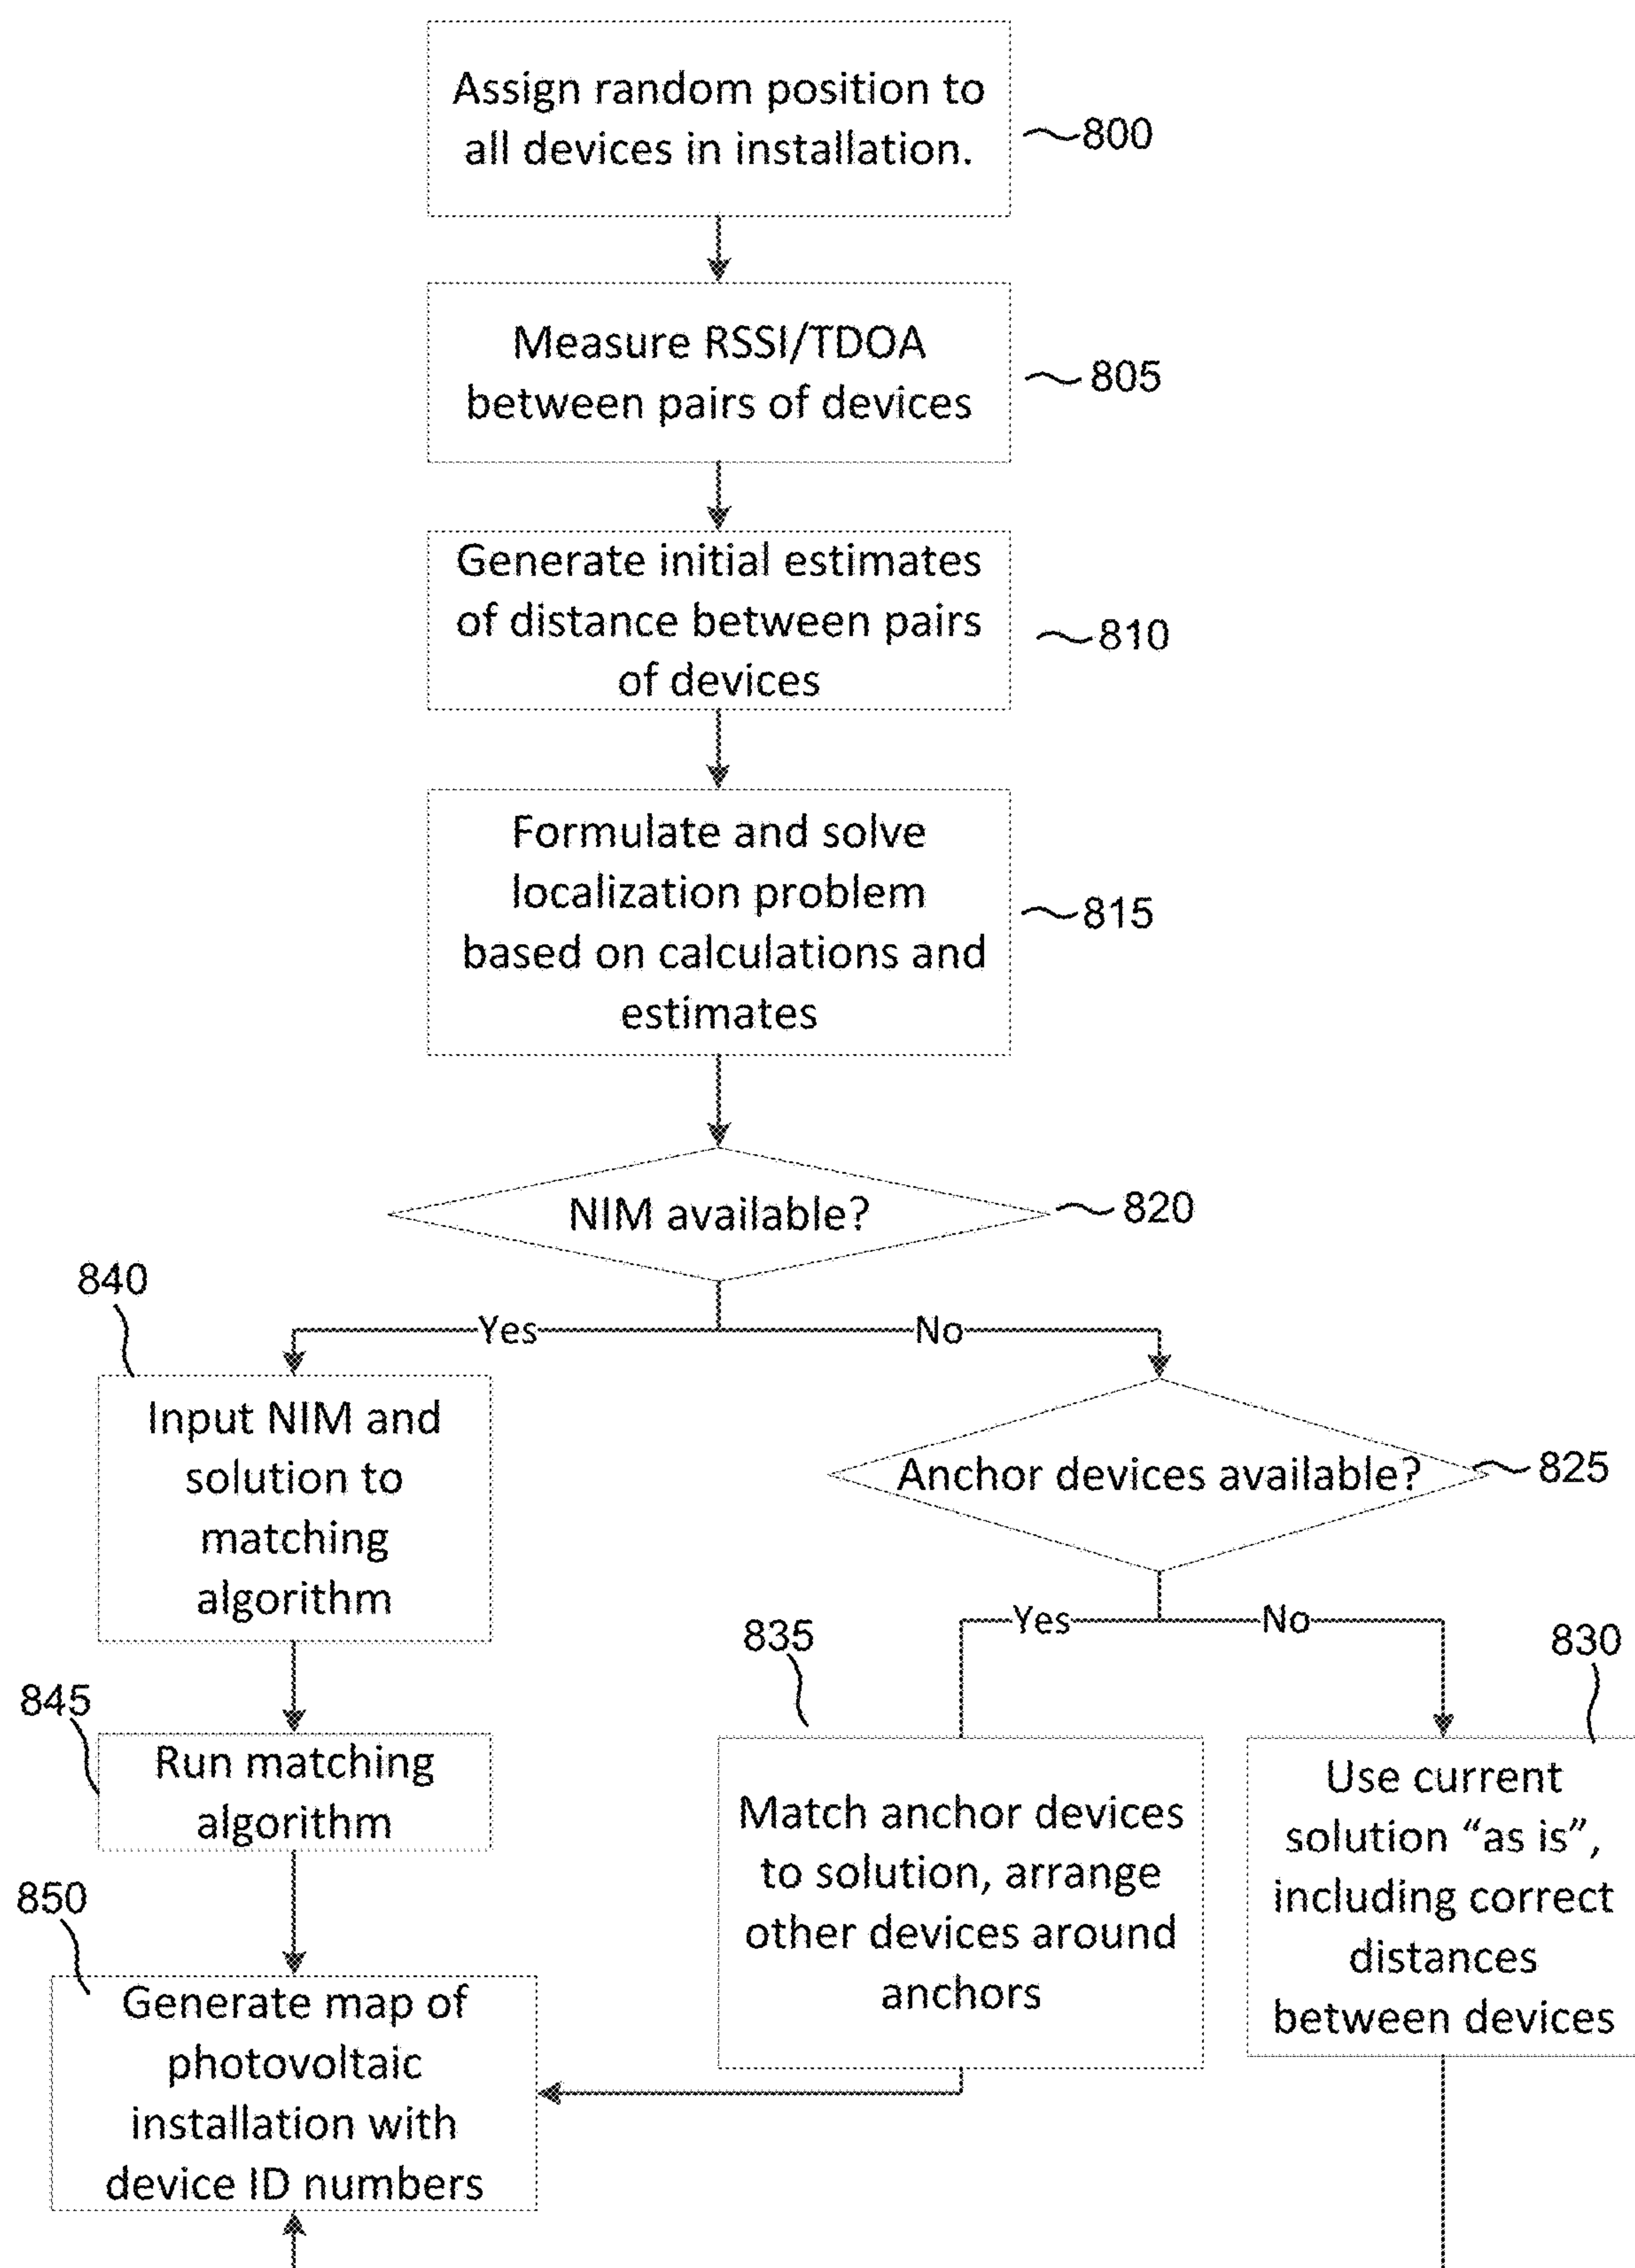 Assign random position to
all devices in installation.
800
Measure RSSI/TDOA
between pairs of devices
805
Generate initial estimates
of distance between pairs
of devices
810
Formulate and solve
localization problem
based on calculations and
estimates
815
NIM available?
820
Yes
No
840
Input NIM and
solution to
matching
algorithm
Anchor devices available?
825
Yes
No
835
830
845
Run matching
algorithm
Match anchor devices
to solution, arrange
other devices around
anchors
Use current
solution “as is”,
including correct
distances
between devices
850
Generate map of
photovoltaic
installation with
device ID numbers